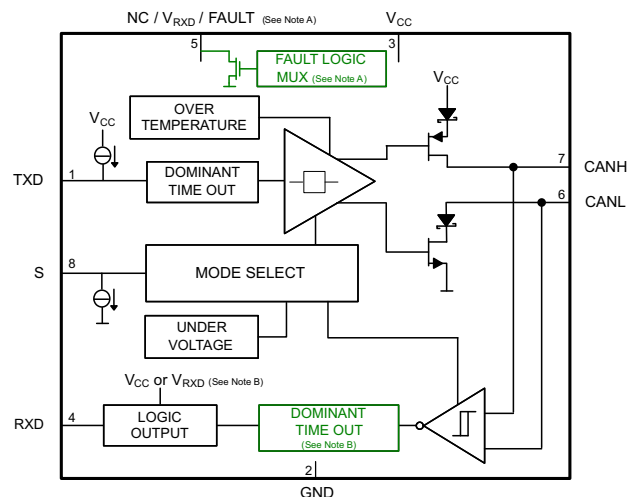 NC / VRXD / FAULT (See Note A)
VCC
5
3
FAULT LOGIC
MUX (See Note A)
VCC
OVER
TEMPERATURE
VCC
TXD
1
DOMINANT
TIME OUT
7
CANH
6
CANL
S
8
MODE SELECT
UNDER
VOLTAGE
VCC or VRXD (See Note B)
RXD
4
LOGIC
OUTPUT
DOMINANT
TIME OUT
(See Note B)
2
GND